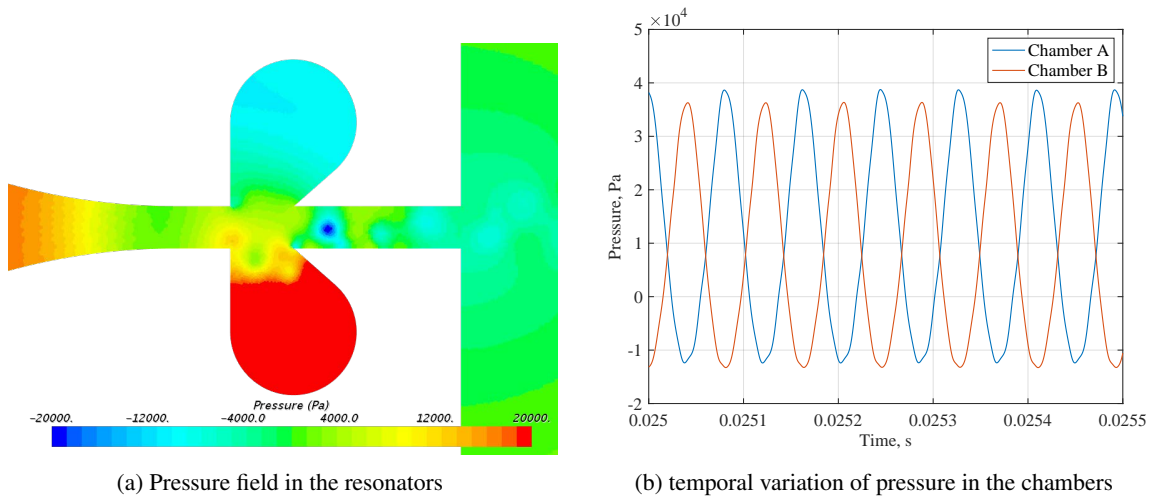 Pressure (Pa)
-20000. -12000. -4000.0 4000.0 12000. 20000.
(a) Pressure field in the resonators
×10⁴
5
4
3
2
1
0
-1
-2
Pressure, Pa
Chamber A
Chamber B
0.025 0.0251 0.0252 0.0253 0.0254 0.0255
Time, s
(b) temporal variation of pressure in the chambers